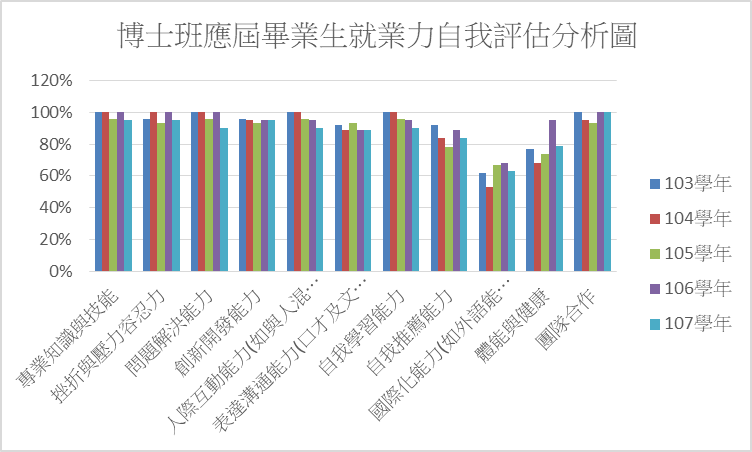 博士班應屆畢業生就業力自我評估分析圖
120%
100%
80%
60%
40%
20%
0%
專業知識與技能
挫折與壓力容忍力
問題解決能力
創新開發能力
人際互動能力(如與人混…
表達溝通能力(口才及文…
自我學習能力
自我推薦能力
國際化能力(如外語能…
體能與健康
團隊合作
103學年
104學年
105學年
106學年
107學年